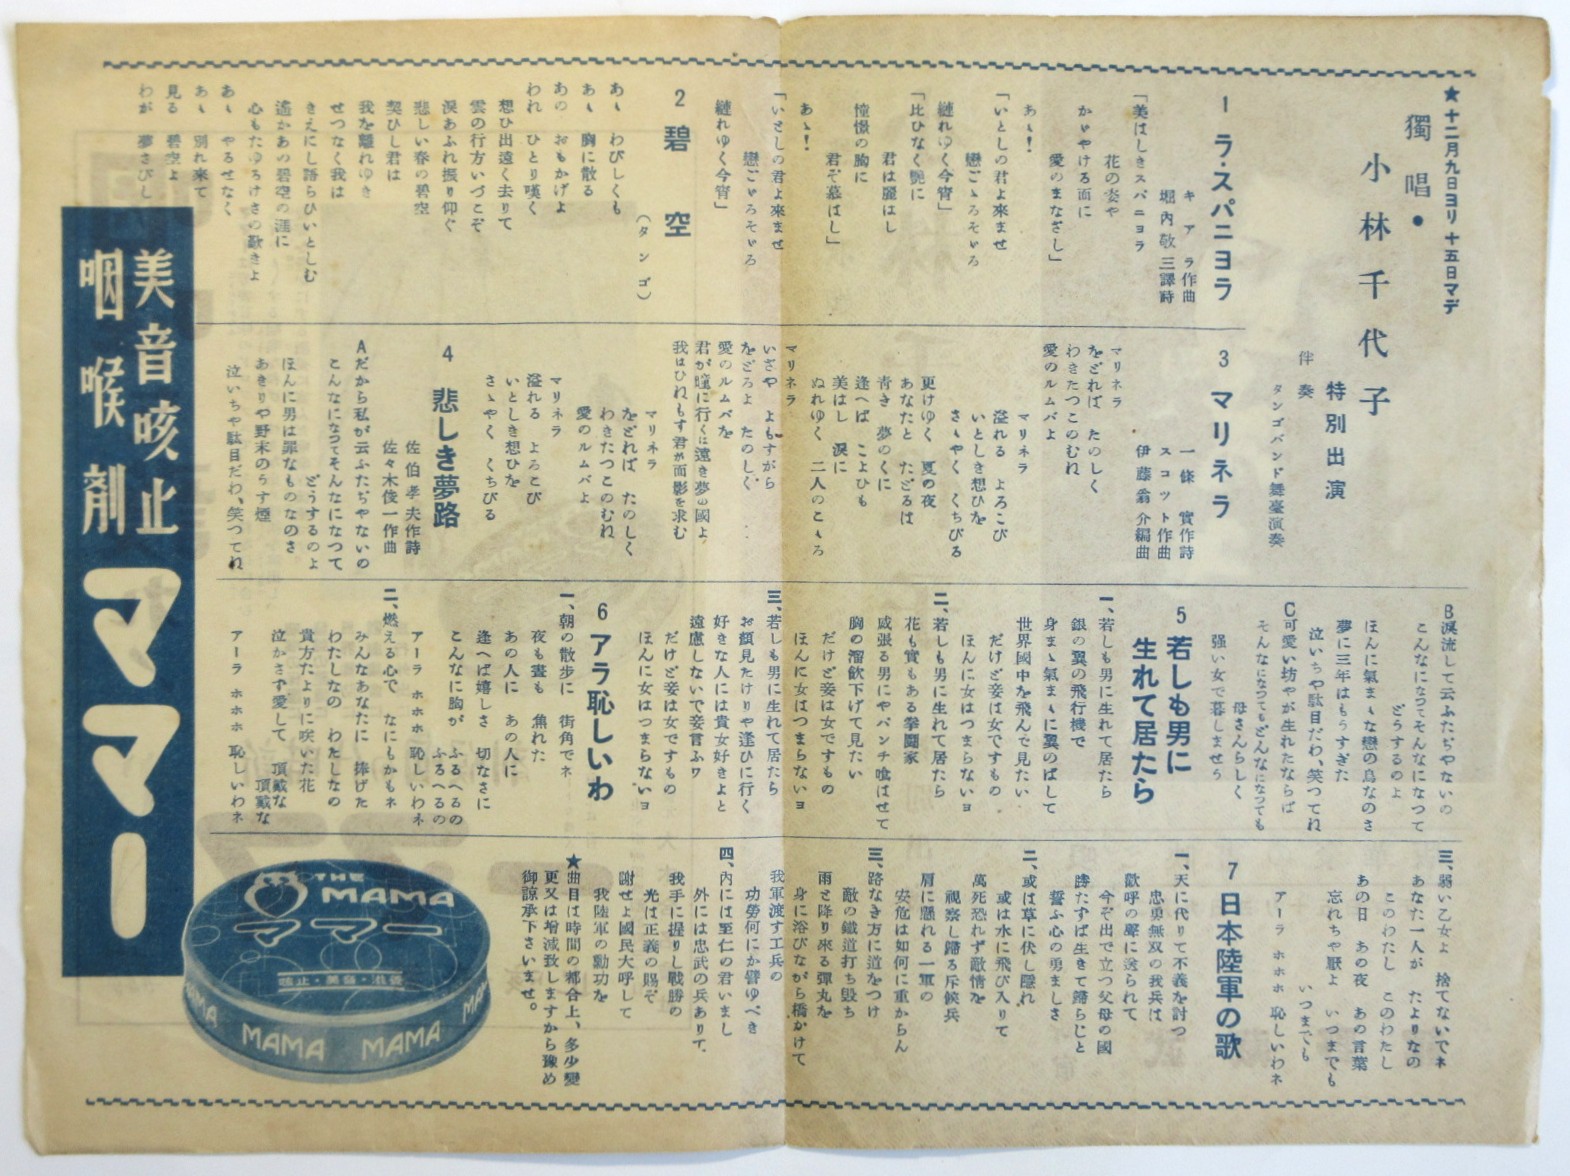 ★十二月九日ヨリ十五日マデ
獨唱●
小林千代子
特別出演
伴奏
タンゴバンド舞臺演奏
1 ラ・スパニヨラ
キアラ作曲
堀内敬三譯詩
「美はしきスパニヨラ
花の姿や
かゞやける面に
愛のまなざし」
あゝ!
「いとしの君よ來ませ
戀ごゝろそゞろ
縺れゆく今宵」
「比ひなく艶に
君は麗はし
憧憬の胸に
君ぞ慕はし」
あゝ!
「いとしの君よ來ませ
戀ごゝろそゞろ
縺れゆく今宵」
2 碧空
(タンゴ)
あゝ わびしくも
あゝ 胸に散る
あの おもかげよ
われ ひとり嘆く
想ひ出遠く去りて
雲の行方いづこぞ
涙あふれ振り仰ぐ
悲しい春の碧空
契ひし君は
我を離れゆき
せつなく我は
きえにし語らひいとしむ
遙かあの碧空の涯に
心もたゆるけさの歎きよ
あゝ やるせなく
あゝ 別れ來て
見る 碧空よ
わが 夢さびし
3 マリネラ
一條 實作詩
スコット作曲
伊藤翁介編曲
マリネラ
をどれば たのしく
わきたつこのむね
愛のルムバよ
マリネラ
溢れる よろこび
いとしき想ひを
さゝやく くちびる
更けゆく 夏の夜
あなたと たどるは
青き 夢のくに
逢へば こよひも
美はし 涙に
ぬれゆく 二人のこゝろ
マリネラ
いざや よもすがら
をどろよ たのしく
愛のルムバを
君が瞳に行くは遠き夢の國よ
我はひねもす君が面影を求む
マリネラ
をどれば たのしく
わきたつこのむね
愛のルムバよ
マリネラ
溢れる よろこび
いとしき想ひを
さゝやく くちびる
4 悲しき夢路
佐伯孝夫作詩
佐々木俊一作曲
Aだから私が云ふたぢやないの
こんなになつてそんなになつて
どうするのよ
ほんに男は罪なものなのさ
あきりや野末のうす煙
泣いちや駄目だわ、笑つてね
B涙流して云ふたぢやないの
こんなになつてそんなになつて
どうするのよ
ほんに氣まゝな戀の鳥なのさ
夢に三年はもうすぎた
泣いちや駄目だわ、笑つてね
C可愛い坊やが生れたならば
そんなになつてもどんなになつても
母さんらしく
强い女で暮しませう
5 若しも男に
生れて居たら
一、若しも男に生れて居たら
銀の翼の飛行機で
身まゝ氣まゝに翼のばして
世界國中を飛んで見たい
だけど妾は女ですもの
ほんに女はつまらないョ
二、若しも男に生れて居たら
花も實もある拳鬪家
威張る男にやパンチ喰はせて
胸の溜飲下げて見たい
だけど妾は女ですもの
ほんに女はつまらないョ
三、若しも男に生れて居たら
お顔見たけりや逢ひに行く
好きな人には貴女好きよと
遠慮しないで妾言ふワ
だけど妾は女ですもの
ほんに女はつまらないョ
6 アラ恥しいわ
一、朝の散步に 街角でネ
夜も晝も 焦れた
あの人に あの人に
逢へば嬉しさ 切なさに
こんなに胸が ふるへるの
ふるへるの
アーラ ホホホ 恥しいわネ
二、燃える心で なにもかもネ
みんなあなたに 捧げた
わたしなの わたしなの
貴方たよりに咲いた花
泣かさず愛して 頂戴な
頂戴な
アーラ ホホホ 恥しいわネ
三、弱い乙女よ 捨てないでネ
あなた一人が たよりなの
このわたし このわたし
あの日 あの夜 あの言葉
忘れちや厭よ いつまでも
いつまでも
アーラ ホホホ 恥しいわネ
7 日本陸軍の歌
一、天に代りて不義を討つ
忠勇無双の我兵は
歡呼の聲に送られて
今ぞ出で立つ父母の國
勝たずば生きて歸らじと
誓ふ心の勇ましさ
二、或は草に伏し隱れ
或は水に飛び入りて
萬死恐れず敵情を
視察し歸る斥候兵
肩に懸れる一軍の
安危は如何に重からん
三、路なき方に道をつけ
敵の鐵道打ち毀ち
雨と降り來る彈丸を
身に浴びながら橋かけて
我軍渡す工兵の
功勞何にか譬ゆべき
四、內には至仁の君いまし
外には忠武の兵ありて
我手に握りし戰勝の
光は正義の賜ぞ
謝せよ國民大呼して
我陸軍の勳功を
★曲目は時間の都合上、多少變
更又は增減致しますから豫め
御諒承下さいませ。
美音咳止
咽喉劑
ママー
THE
MAMA
ママー
咳止・美聲・滋養
MAMA MAMA MAMA MAMA